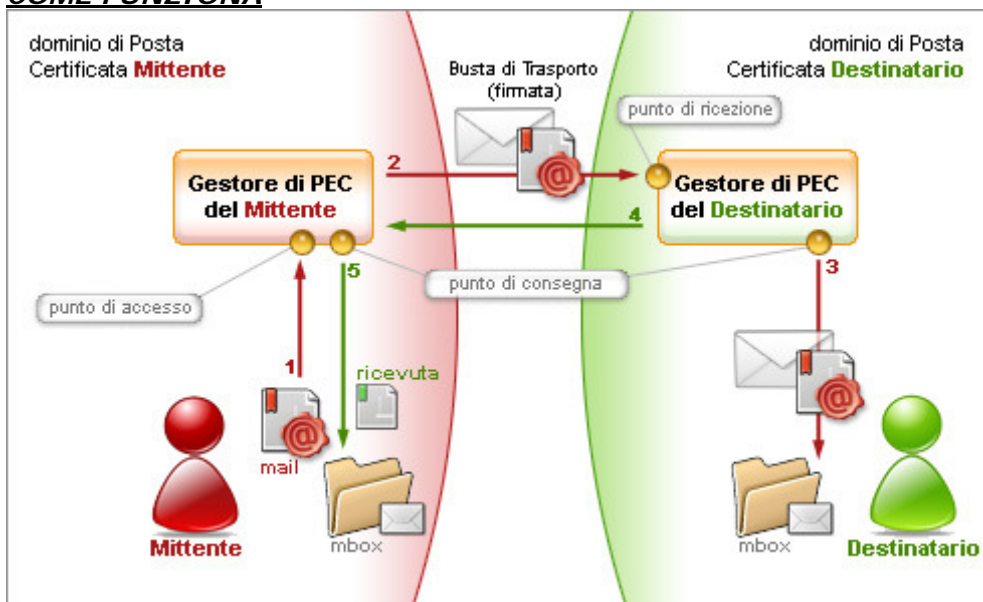 COME FUNZIONA
dominio di Posta
Certificata Mittente
dominio di Posta
Certificata Destinatario
Busta di Trasporto
(firmata)
punto di ricezione
2
Gestore di PEC
del Mittente
Gestore di PEC
del Destinatario
4
5
3
punto di consegna
punto di accesso
1
ricevuta
mail
mbox
mbox
Mittente
Destinatario